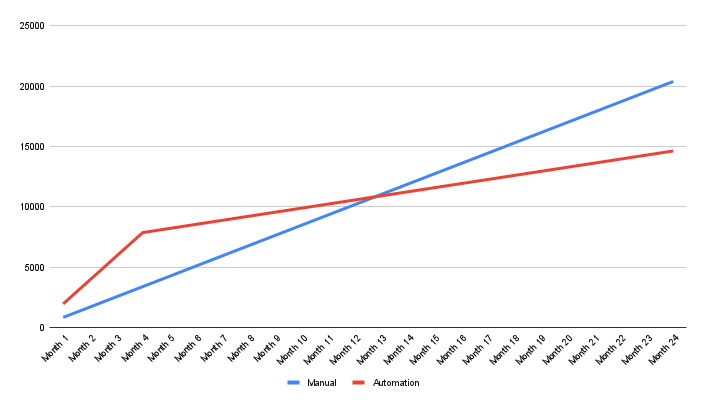 25000
20000
15000
10000
5000
0
Month 1
Month 2
Month 3
Month 4
Month 5
Month 6
Month 7
Month 8
Month 9
Month 10
Month 11
Month 12
Month 13
Month 14
Month 15
Month 16
Month 17
Month 18
Month 19
Month 20
Month 21
Month 22
Month 23
Month 24
Manual Automation